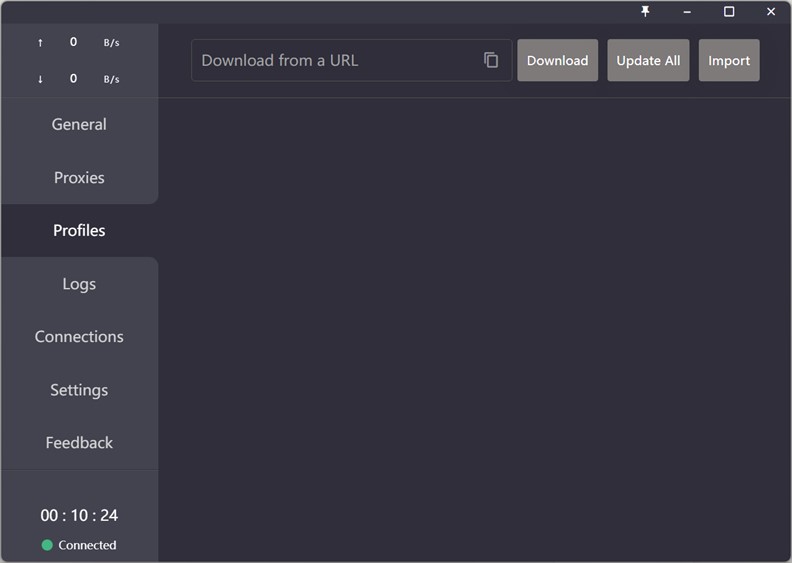 ↑ 0 B/s
↓ 0 B/s
Download from a URL
Download
Update All
Import
General
Proxies
Profiles
Logs
Connections
Settings
Feedback
00 : 10 : 24
Connected